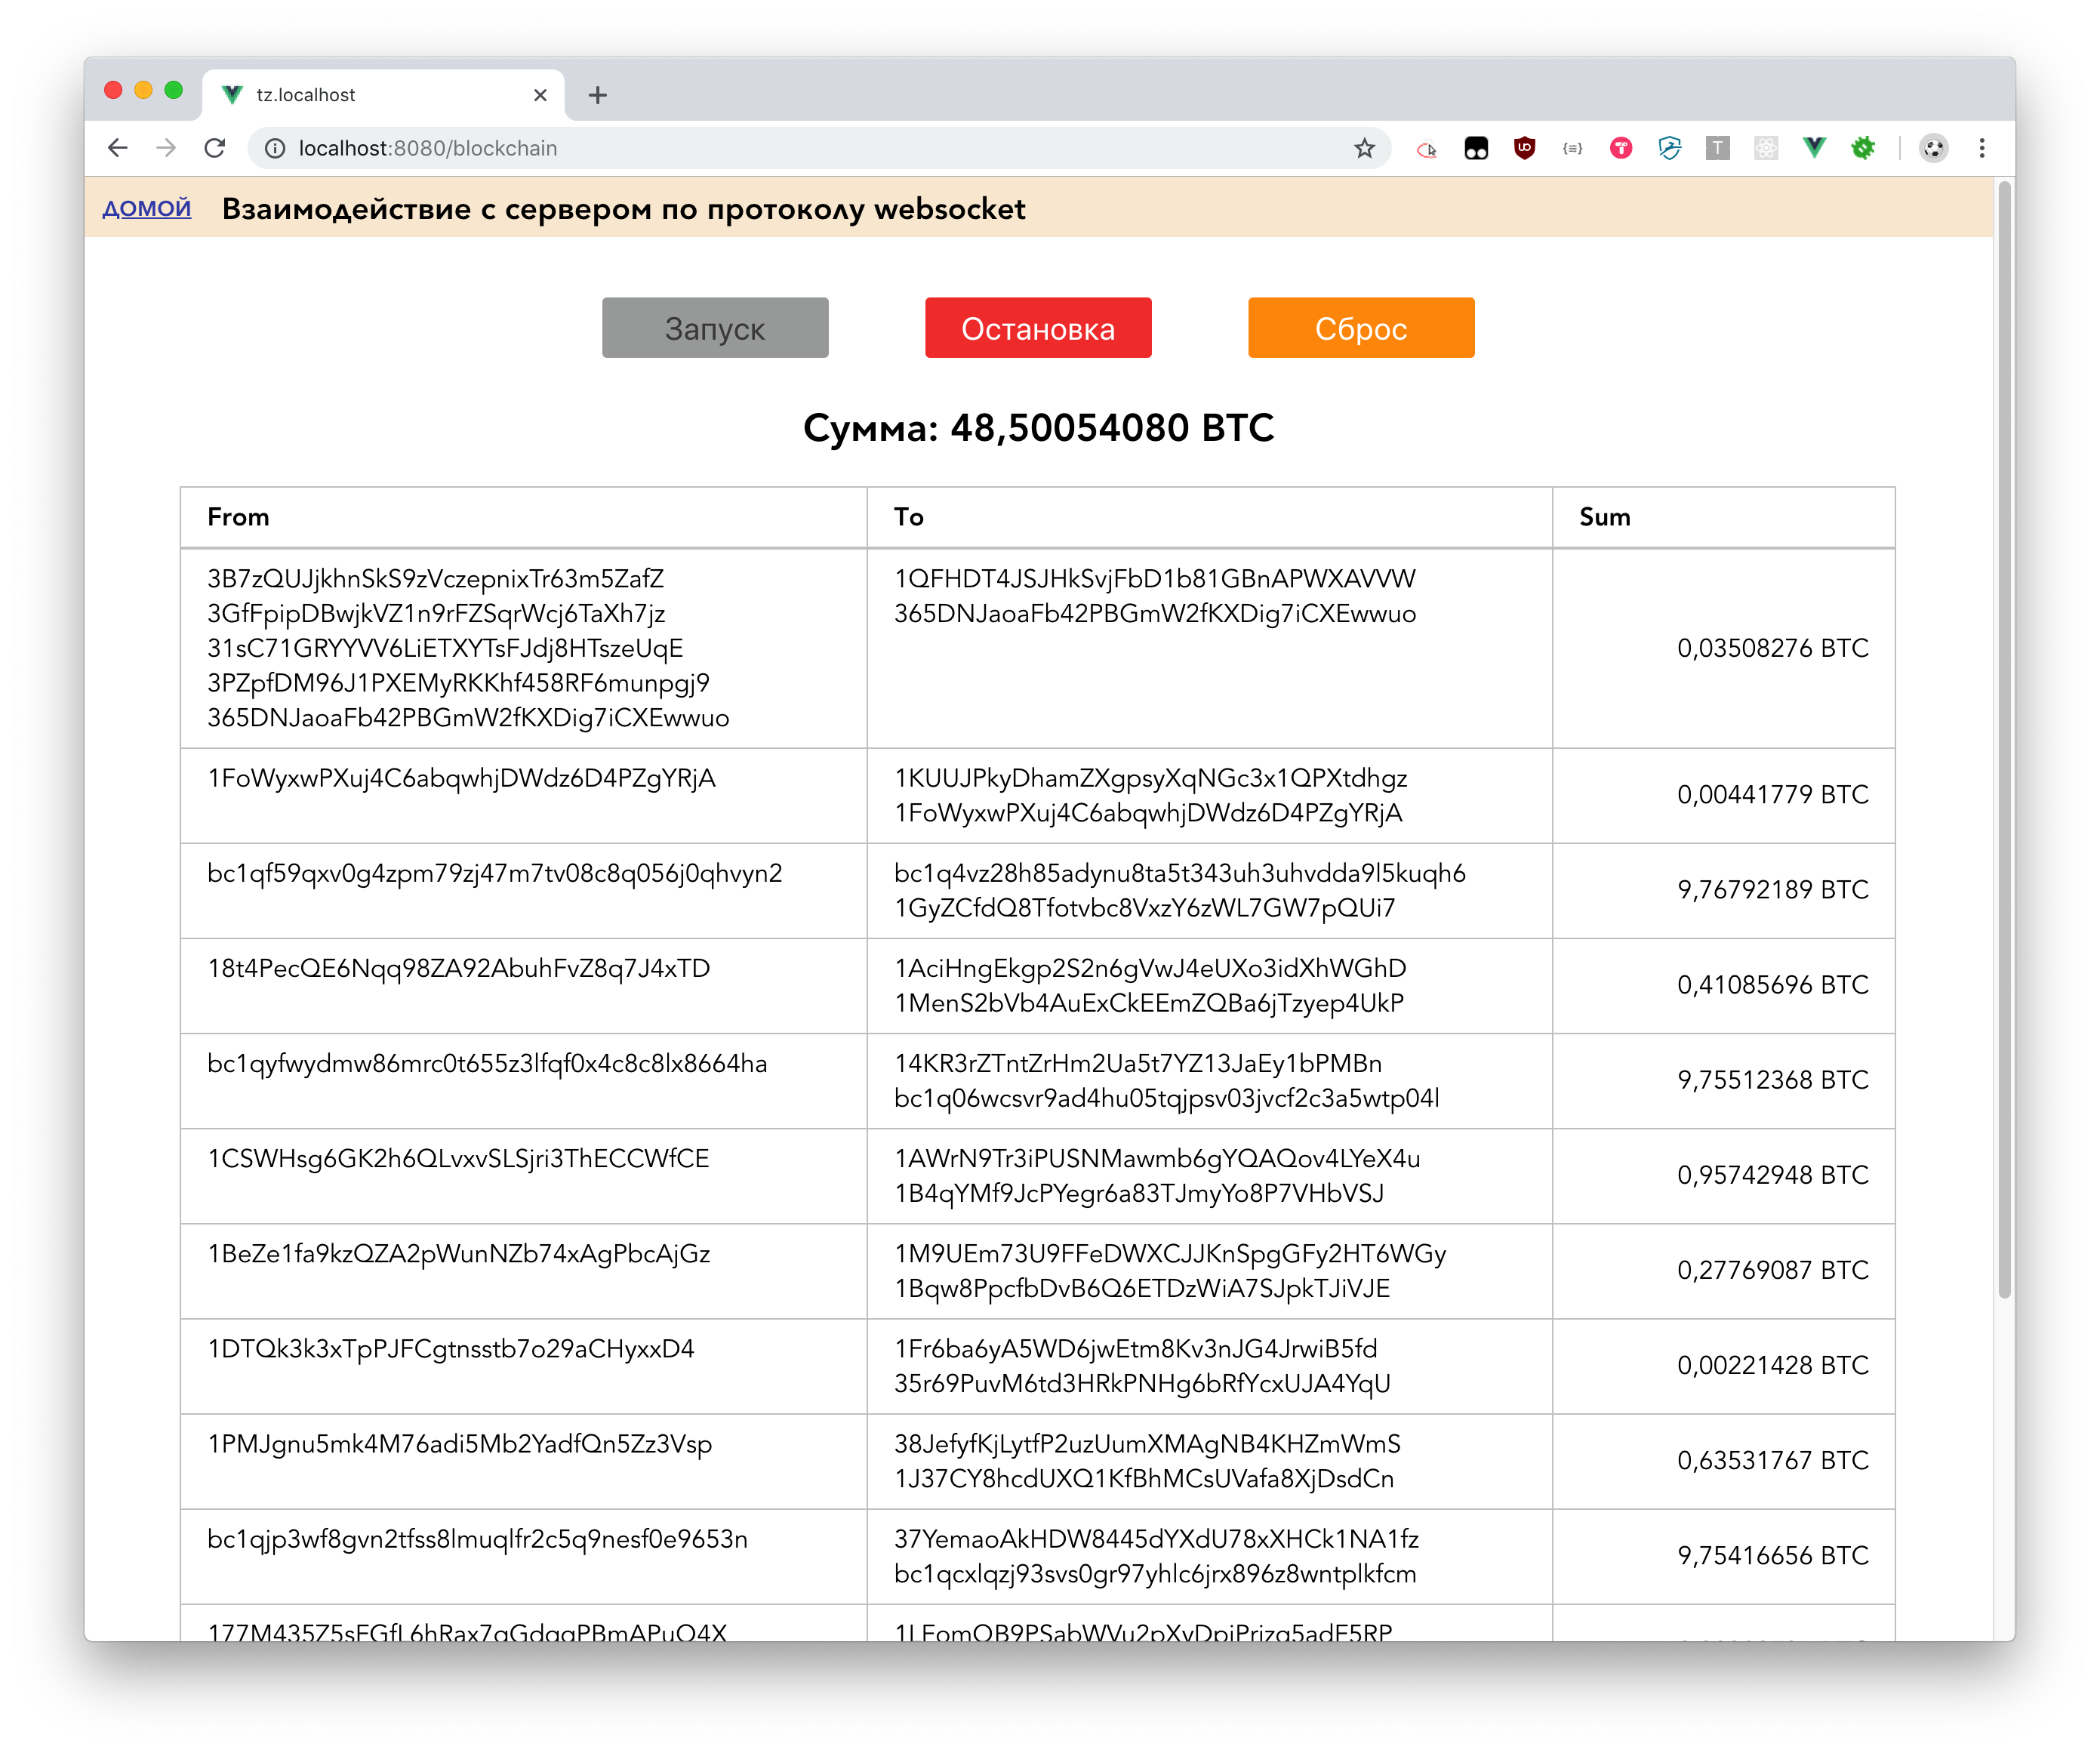 tz.localhost
localhost:8080/blockchain
ДОМОЙ Взаимодействие с сервером по протоколу websocket
Запуск Остановка Сброс
Сумма: 48,50054080 BTC
From To Sum
3B7zQUJjkhnSkS9zVczepnixTr63m5ZafZ 1QFHDT4JSJHkSvjFbD1b81GBnAPWXAVVW
3GfFpipDBwjkVZ1n9rFZSqrWcj6TaXh7jz 365DNJaoaFb42PBGmW2fKXDig7iCXEwwuo
31sC71GRYYVV6LiETXYTsFJdj8HTszeUqE 0,03508276 BTC
3PZpfDM96J1PXEMyRKKhf458RF6munpgj9
365DNJaoaFb42PBGmW2fKXDig7iCXEwwuo
1FoWyxwPXuj4C6abqwhjDWdz6D4PZgYRjA 1KUUJPkyDhamZXgpsyXqNGc3x1QPXtdhgz
1FoWyxwPXuj4C6abqwhjDWdz6D4PZgYRjA 0,00441779 BTC
bc1qf59qxv0g4zpm79zj47m7tv08c8q056j0qhvyn2 bc1q4vz28h85adynu8ta5t343uh3uhvdda9l5kuqh6
1GyZCfdQ8Tfotvbc8VxzY6zWL7GW7pQUi7 9,76792189 BTC
18t4PecQE6Nqq98ZA92AbuhFvZ8q7J4xTD 1AciHngEkgp2S2n6gVwJ4eUXo3idXhWGhD
1MenS2bVb4AuExCkEEmZQBa6jTzyep4UkP 0,41085696 BTC
bc1qyfwydmw86mrc0t655z3lfqf0x4c8c8lx8664ha 14KR3rZTntZrHm2Ua5t7YZ13JaEy1bPMBn
bc1q06wcsvr9ad4hu05tqjpsv03jvcf2c3a5wtp04l 9,75512368 BTC
1CSWHsg6GK2h6QLvxvSLSjri3ThECCWfCE 1AWrN9Tr3iPUSNMawmb6gYQAQov4LYeX4u
1B4qYMf9JcPYegr6a83TJmyYo8P7VHbVSJ 0,95742948 BTC
1BeZe1fa9kzQZA2pWunNZb74xAgPbcAjGz 1M9UEm73U9FFeDWXCJJKnSpgGFy2HT6WGy
1Bqw8PpcfbDvB6Q6ETDzWiA7SJpkTJiVJE 0,27769087 BTC
1DTQk3k3xTpPJFCgtnsstb7o29aCHyxxD4 1Fr6ba6yA5WD6jwEtm8Kv3nJG4JrwiB5fd
35r69PuvM6td3HRkPNHg6bRfYcxUJA4YqU 0,00221428 BTC
1PMJgnu5mk4M76adi5Mb2YadfQn5Zz3Vsp 38JefyfKjLytfP2uzUumXMAgNB4KHZmWmS
1J37CY8hcdUXQ1KfBhMCsUVafa8XjDsdCn 0,63531767 BTC
bc1qjp3wf8gvn2tfss8lmuqlfr2c5q9nesf0e9653n 37YemaoAkHDW8445dYXdU78xXHCk1NA1fz
bc1qcxlqzj93svs0gr97yhlc6jrx896z8wntplkfcm 9,75416656 BTC